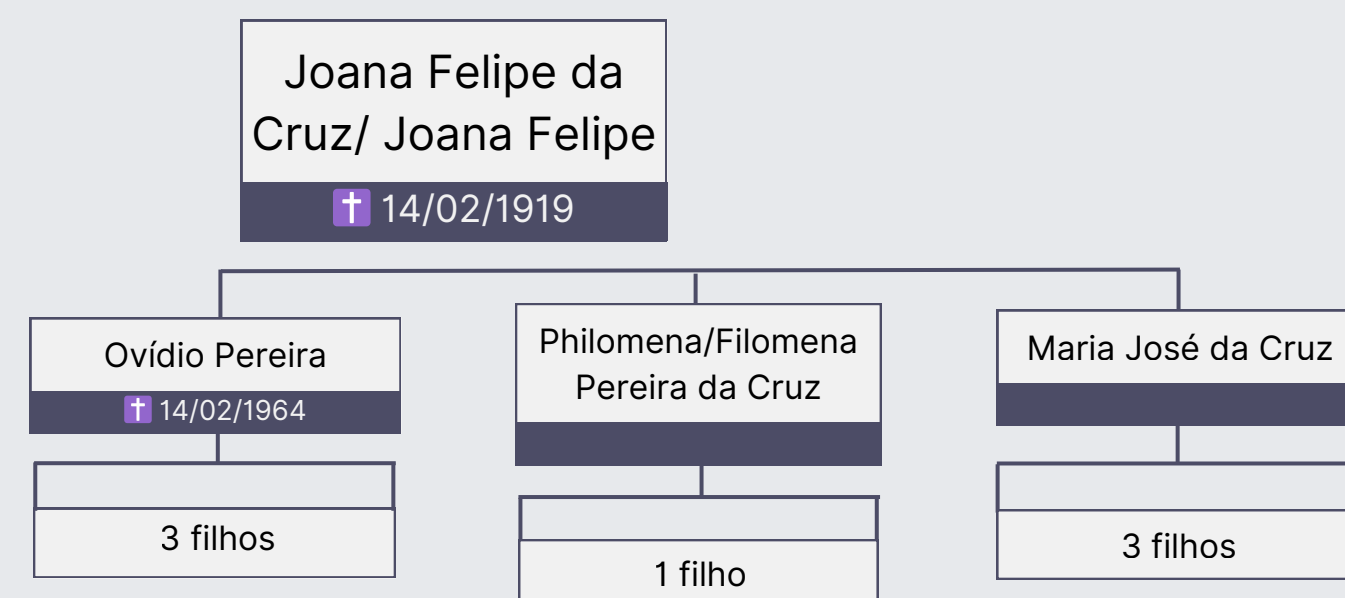 Joana Felipe da
Cruz/ Joana Felipe
✝ 14/02/1919
Ovídio Pereira
✝ 14/02/1964
3 filhos
Philomena/Filomena
Pereira da Cruz
1 filho
Maria José da Cruz
3 filhos